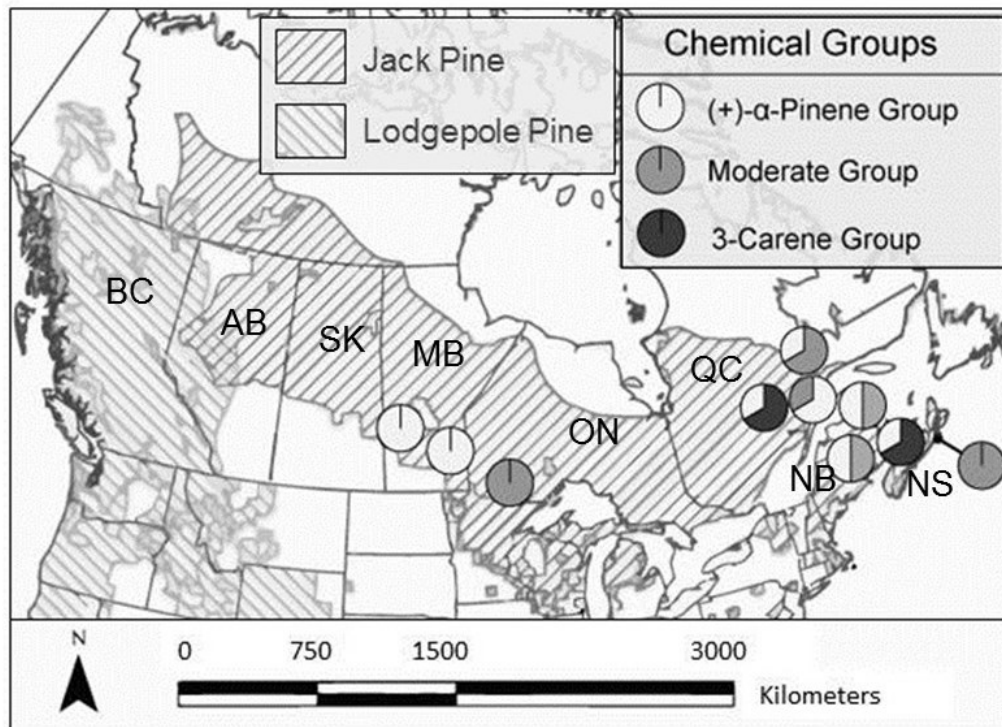 Jack Pine
Lodgepole Pine
Chemical Groups
(+)-α-Pinene Group
Moderate Group
3-Carene Group
BC
AB
SK
MB
ON
QC
NB
NS
N
0 750 1500 3000
Kilometers